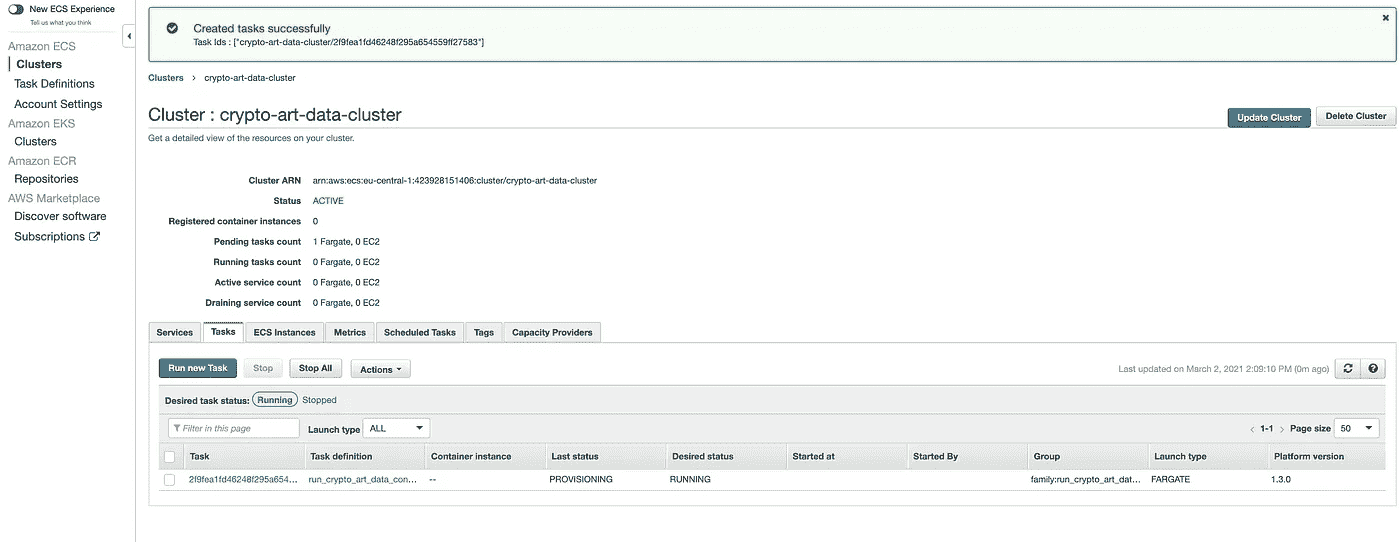 New ECS Experience
Tell us what you think
Amazon ECS
Clusters
Task Definitions
Account Settings
Amazon EKS
Clusters
Amazon ECR
Repositories
AWS Marketplace
Discover software
Subscriptions
Created tasks successfully
Task Ids : ["crypto-art-data-cluster/2f9fea1fd46248f295a654559ff27583"]
Clusters > crypto-art-data-cluster
Cluster : crypto-art-data-cluster
Update Cluster Delete Cluster
Get a detailed view of the resources on your cluster.
Cluster ARN arn:aws:ecs:eu-central-1:423928151406:cluster/crypto-art-data-cluster
Status ACTIVE
Registered container instances 0
Pending tasks count 1 Fargate, 0 EC2
Running tasks count 0 Fargate, 0 EC2
Active service count 0 Fargate, 0 EC2
Draining service count 0 Fargate, 0 EC2
Services Tasks ECS Instances Metrics Scheduled Tasks Tags Capacity Providers
Run new Task Stop Stop All Actions Last updated on March 2, 2021 2:09:10 PM (0m ago)
Desired task status: Running Stopped
Filter in this page Launch type ALL < 1-1 > Page size 50
Task Task definition Container instance Last status Desired status Started at Started By Group Launch type Platform version
2f9fea1fd46248f295a654... run_crypto_art_data_con... -- PROVISIONING RUNNING family:run_crypto_art_dat... FARGATE 1.3.0